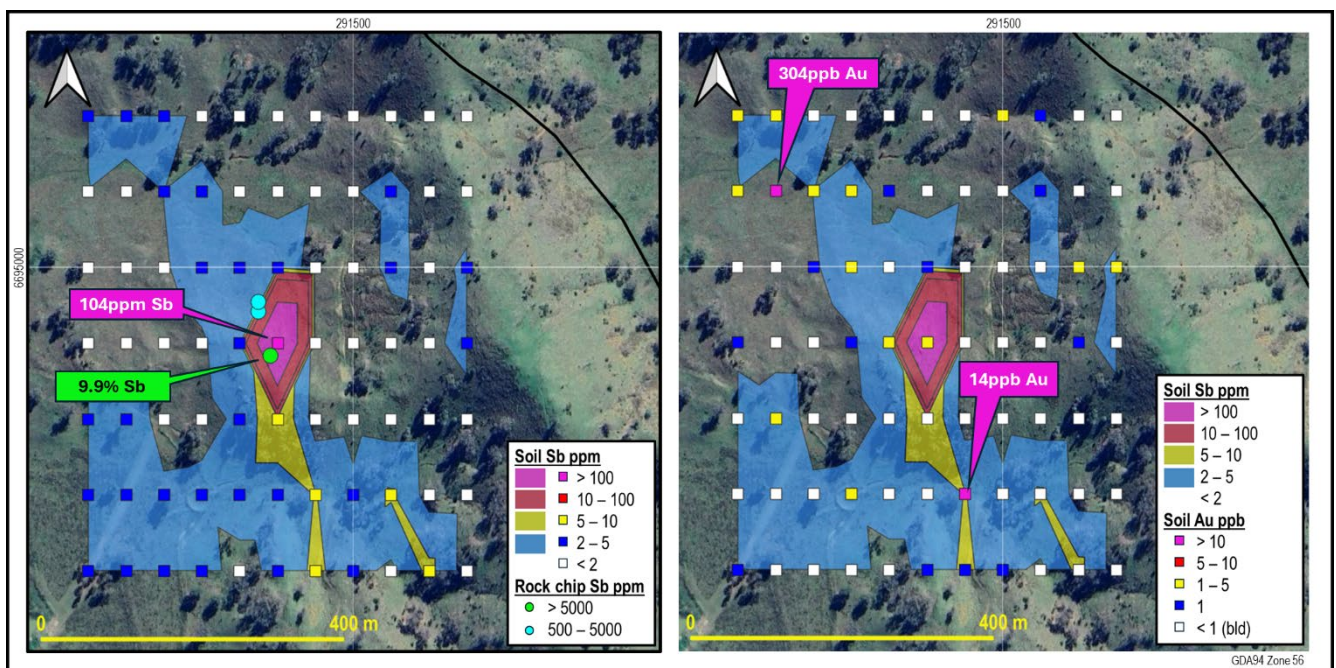 291500
291500
6695000
104ppm Sb
9.9% Sb
Soil Sb ppm
> 100
10 – 100
5 – 10
2 – 5
< 2
Rock chip Sb ppm
> 5000
500 – 5000
0
400 m
304ppb Au
14ppb Au
Soil Sb ppm
> 100
10 – 100
5 – 10
2 – 5
< 2
Soil Au ppb
> 10
5 – 10
1 – 5
1
< 1 (bld)
0
400 m
GDA94 Zone 56